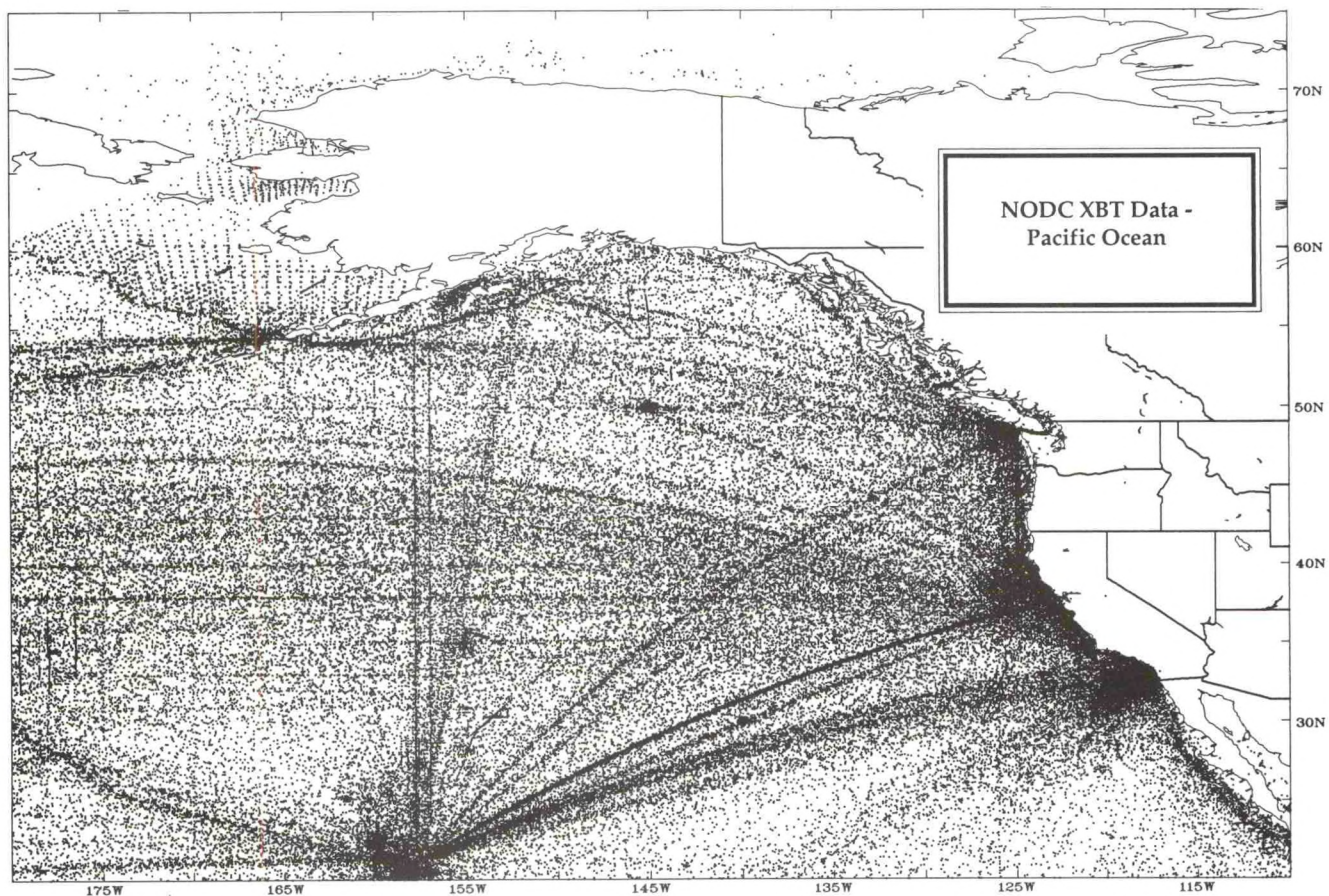 70N
NODC XBT Data -
Pacific Ocean
60N
50N
40N
30N
175W 165W 155W 145W 135W 125W 115W